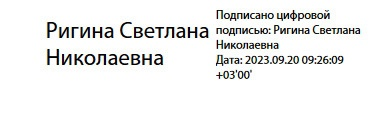 Ригина Светлана
Николаевна
Подписано цифровой
подписью: Ригина Светлана
Николаевна
Дата: 2023.09.20 09:26:09
+03'00'